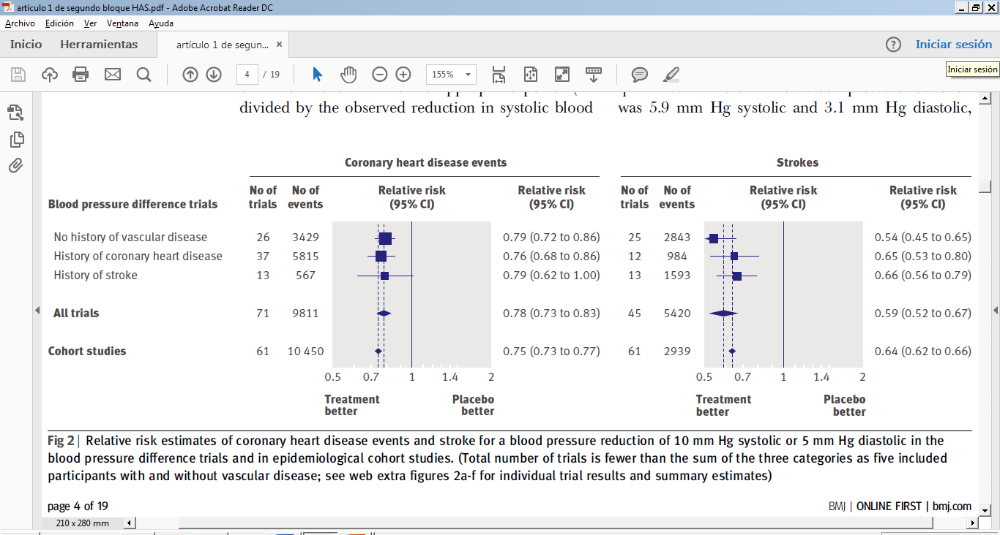 artículo 1 de segundo bloque HAS.pdf - Adobe Acrobat Reader DC
Archivo Edición Ver Ventana Ayuda
Inicio Herramientas artículo 1 de segun... × ? Iniciar sesión
4 / 19 155% Iniciar sesión
divided by the observed reduction in systolic blood was 5.9 mm Hg systolic and 3.1 mm Hg diastolic,
Coronary heart disease events Strokes
No of No of Relative risk Relative risk No of No of Relative risk Relative risk
Blood pressure difference trials trials events (95% CI) (95% CI) trials events (95% CI) (95% CI)
No history of vascular disease 26 3429 0.79 (0.72 to 0.86) 25 2843 0.54 (0.45 to 0.65)
History of coronary heart disease 37 5815 0.76 (0.68 to 0.86) 12 984 0.65 (0.53 to 0.80)
History of stroke 13 567 0.79 (0.62 to 1.00) 13 1593 0.66 (0.56 to 0.79)
All trials 71 9811 0.78 (0.73 to 0.83) 45 5420 0.59 (0.52 to 0.67)
Cohort studies 61 10 450 0.75 (0.73 to 0.77) 61 2939 0.64 (0.62 to 0.66)
0.5 0.7 1 1.4 2 0.5 0.7 1 1.4 2
Treatment Placebo Treatment Placebo
better better better better
Fig 2 | Relative risk estimates of coronary heart disease events and stroke for a blood pressure reduction of 10 mm Hg systolic or 5 mm Hg diastolic in the
blood pressure difference trials and in epidemiological cohort studies. (Total number of trials is fewer than the sum of the three categories as five included
participants with and without vascular disease; see web extra figures 2a-f for individual trial results and summary estimates)
page 4 of 19 BMJ | ONLINE FIRST | bmj.com
210 x 280 mm